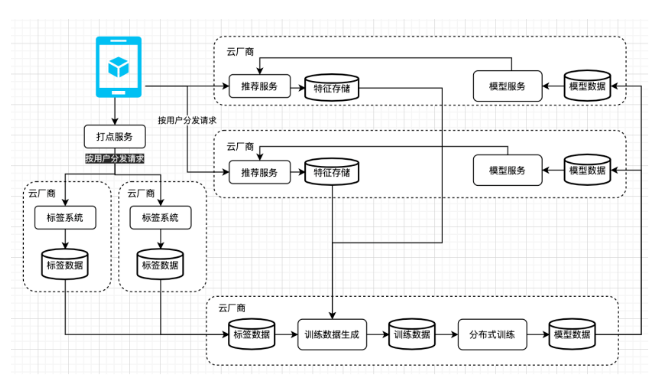 云厂商
推荐服务
特征存储
模型服务
模型数据
按用户分发请求
打点服务
按用户分发请求
云厂商
推荐服务
特征存储
模型服务
模型数据
云厂商
标签系统
标签数据
云厂商
标签系统
标签数据
云厂商
标签数据
训练数据生成
训练数据
分布式训练
模型数据